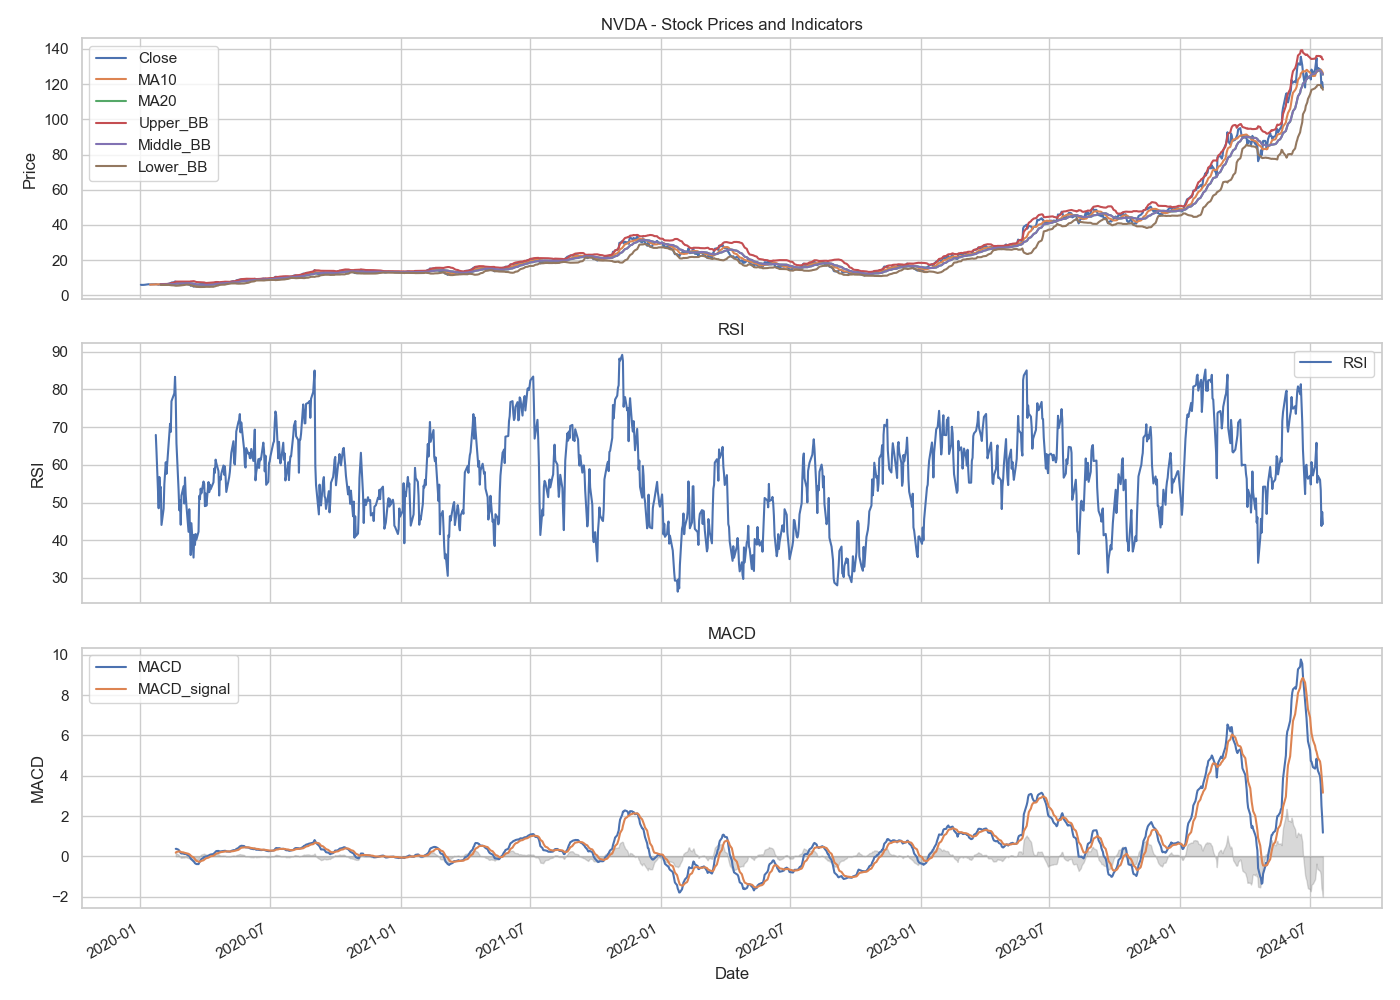 NVDA - Stock Prices and Indicators
Close
MA10
MA20
Upper_BB
Middle_BB
Lower_BB
Price
140
120
100
80
60
40
20
0
RSI
RSI
RSI
90
80
70
60
50
40
30
MACD
MACD
MACD_signal
MACD
10
8
6
4
2
0
−2
2020-01
2020-07
2021-01
2021-07
2022-01
2022-07
2023-01
2023-07
2024-01
2024-07
Date